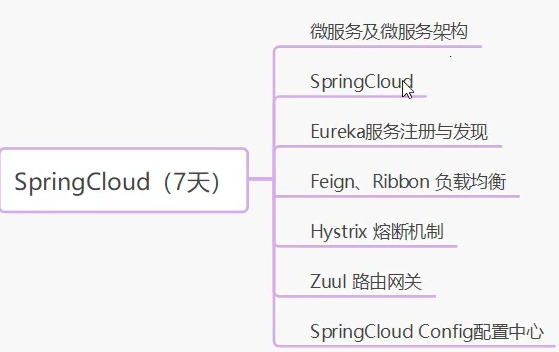 微服务及微服务架构
SpringCloud
Eureka服务注册与发现
SpringCloud（7天）
Feign、Ribbon 负载均衡
Hystrix 熔断机制
Zuul 路由网关
SpringCloud Config配置中心